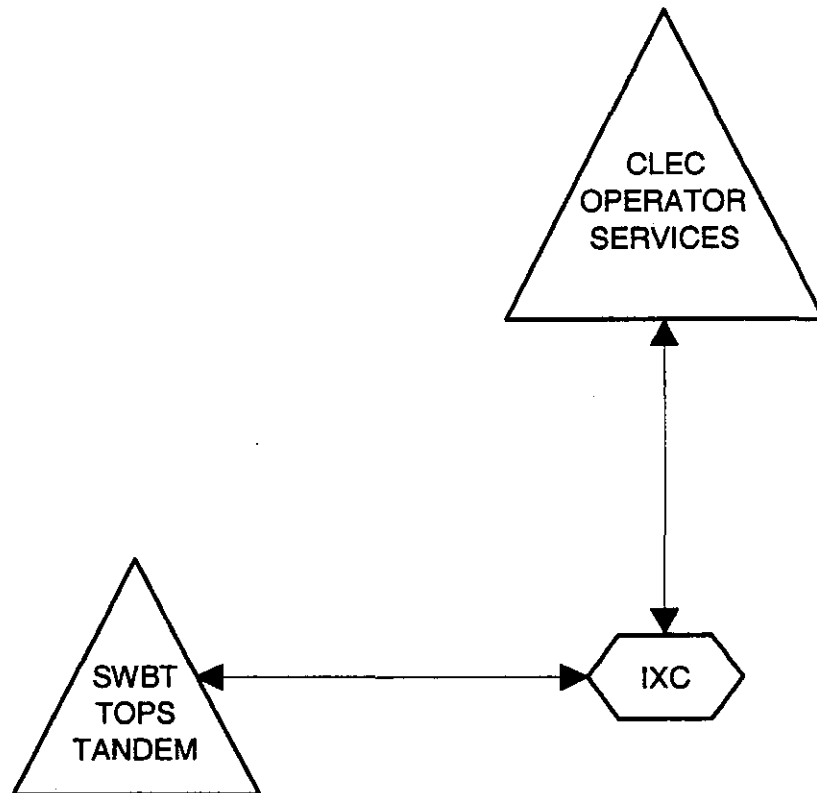 CLEC
OPERATOR
SERVICES
SWBT
TOPS
TANDEM
IXC